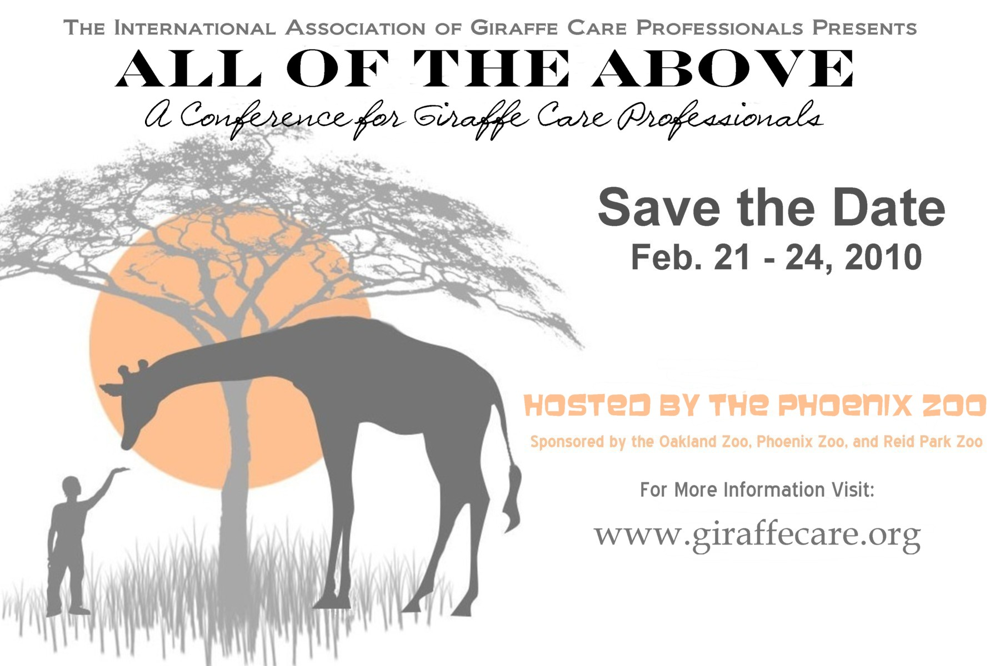 The International Association of Giraffe Care Professionals Presents
ALL OF THE ABOVE
A Conference for Giraffe Care Professionals
Save the Date
Feb. 21 - 24, 2010
Hosted by the Phoenix Zoo
Sponsored by the Oakland Zoo, Phoenix Zoo, and Reid Park Zoo
For More Information Visit:
www.giraffecare.org